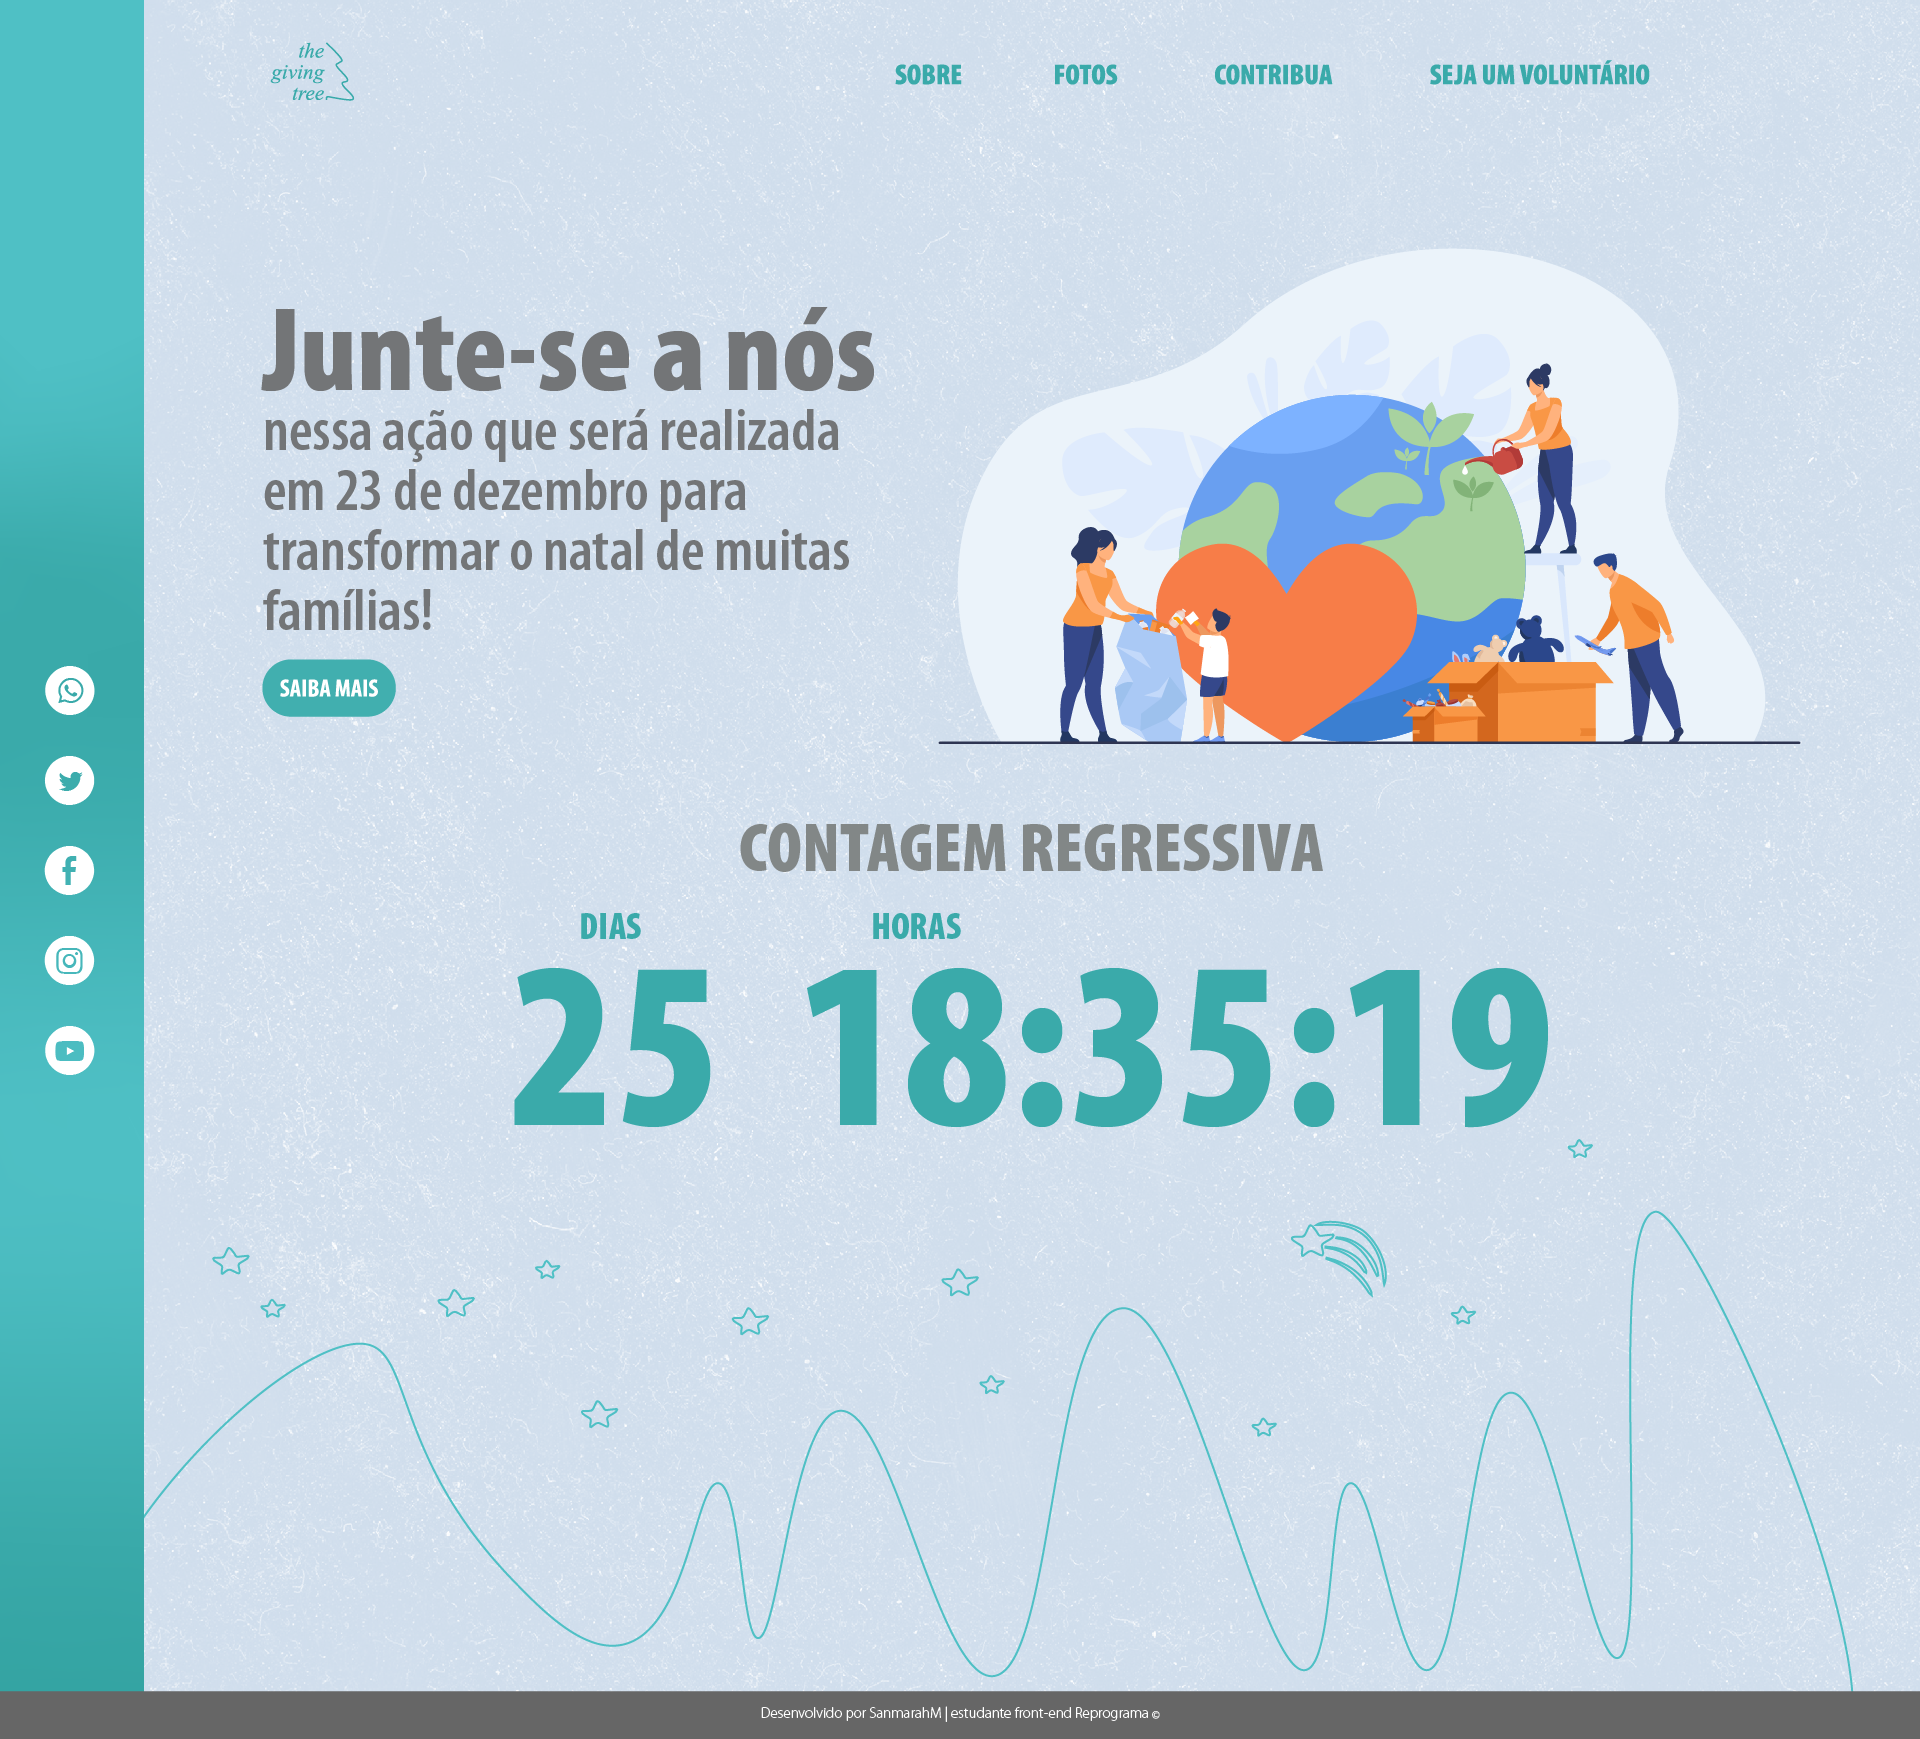 the
giving
tree
SOBRE FOTOS CONTRIBUA SEJA UM VOLUNTÁRIO
Junte-se a nós
nessa ação que será realizada
em 23 de dezembro para
transformar o natal de muitas
famílias!
SAIBA MAIS
CONTAGEM REGRESSIVA
DIAS HORAS
25 18:35:19
Desenvolvido por SanmarahM | estudante front-end Reprograma ©